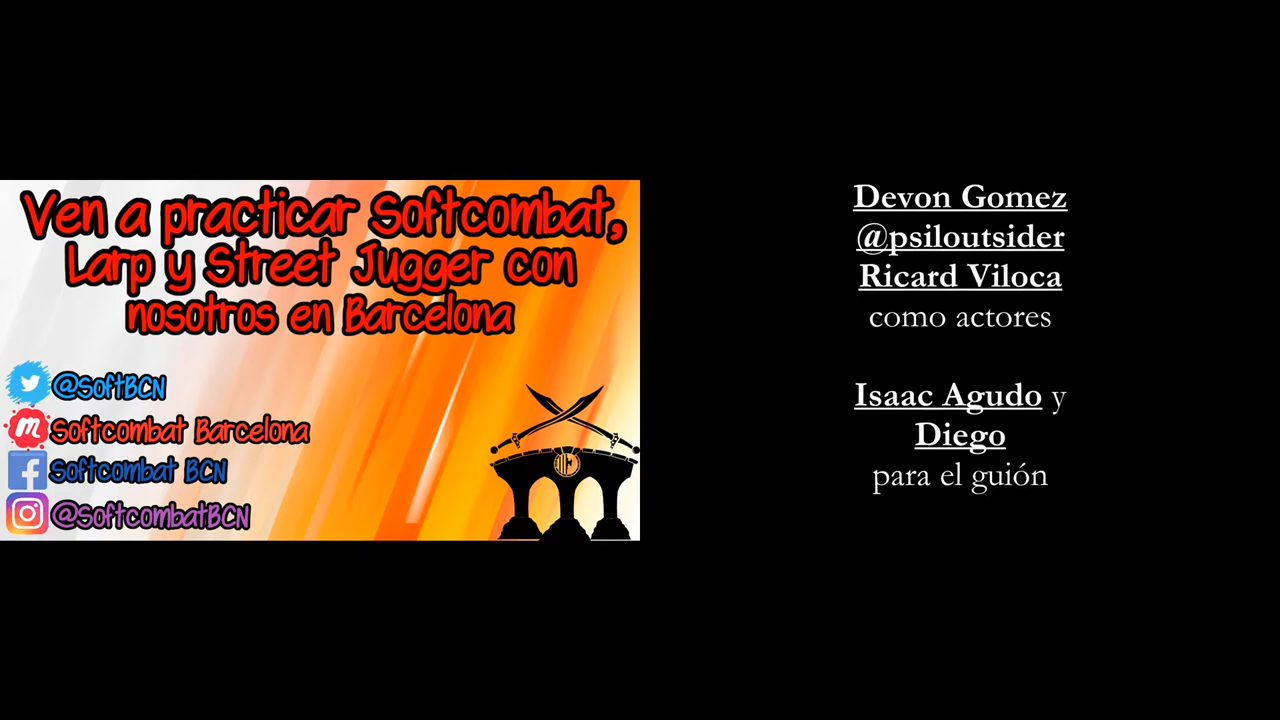 Ven a practicar Softcombat,
Larp y Street Jugger con
nosotros en Barcelona
@SoftBCN
Softcombat Barcelona
Softcombat BCN
@SoftcombatBCN
Devon Gomez
@psiloutsider
Ricard Viloca
como actores
Isaac Agudo y
Diego
para el guión